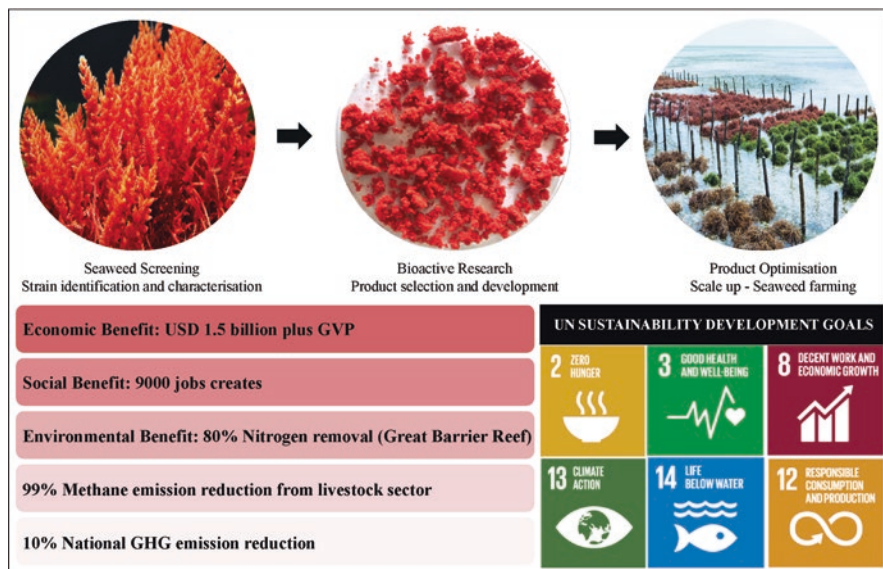 Seaweed Screening
Strain identification and characterisation
Bioactive Research
Product selection and development
Product Optimisation
Scale up - Seaweed farming
Economic Benefit: USD 1.5 billion plus GVP
Social Benefit: 9000 jobs creates
Environmental Benefit: 80% Nitrogen removal (Great Barrier Reef)
99% Methane emission reduction from livestock sector
10% National GHG emission reduction
UN SUSTAINABILITY DEVELOPMENT GOALS
2 ZERO
HUNGER
3 GOOD HEALTH
AND WELL-BEING
8 DECENT WORK AND
ECONOMIC GROWTH
13 CLIMATE
ACTION
14 LIFE
BELOW WATER
12 RESPONSIBLE
CONSUMPTION
AND PRODUCTION